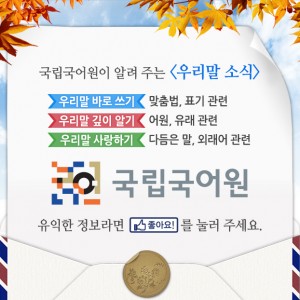 국립국어원이 알려 주는 <우리말 소식>
우리말 바로 쓰기 맞춤법, 표기 관련
우리말 깊이 알기 어원, 유래 관련
우리말 사랑하기 다듬은 말, 외래어 관련
국립국어원
유익한 정보라면 좋아요! 를 눌러 주세요.